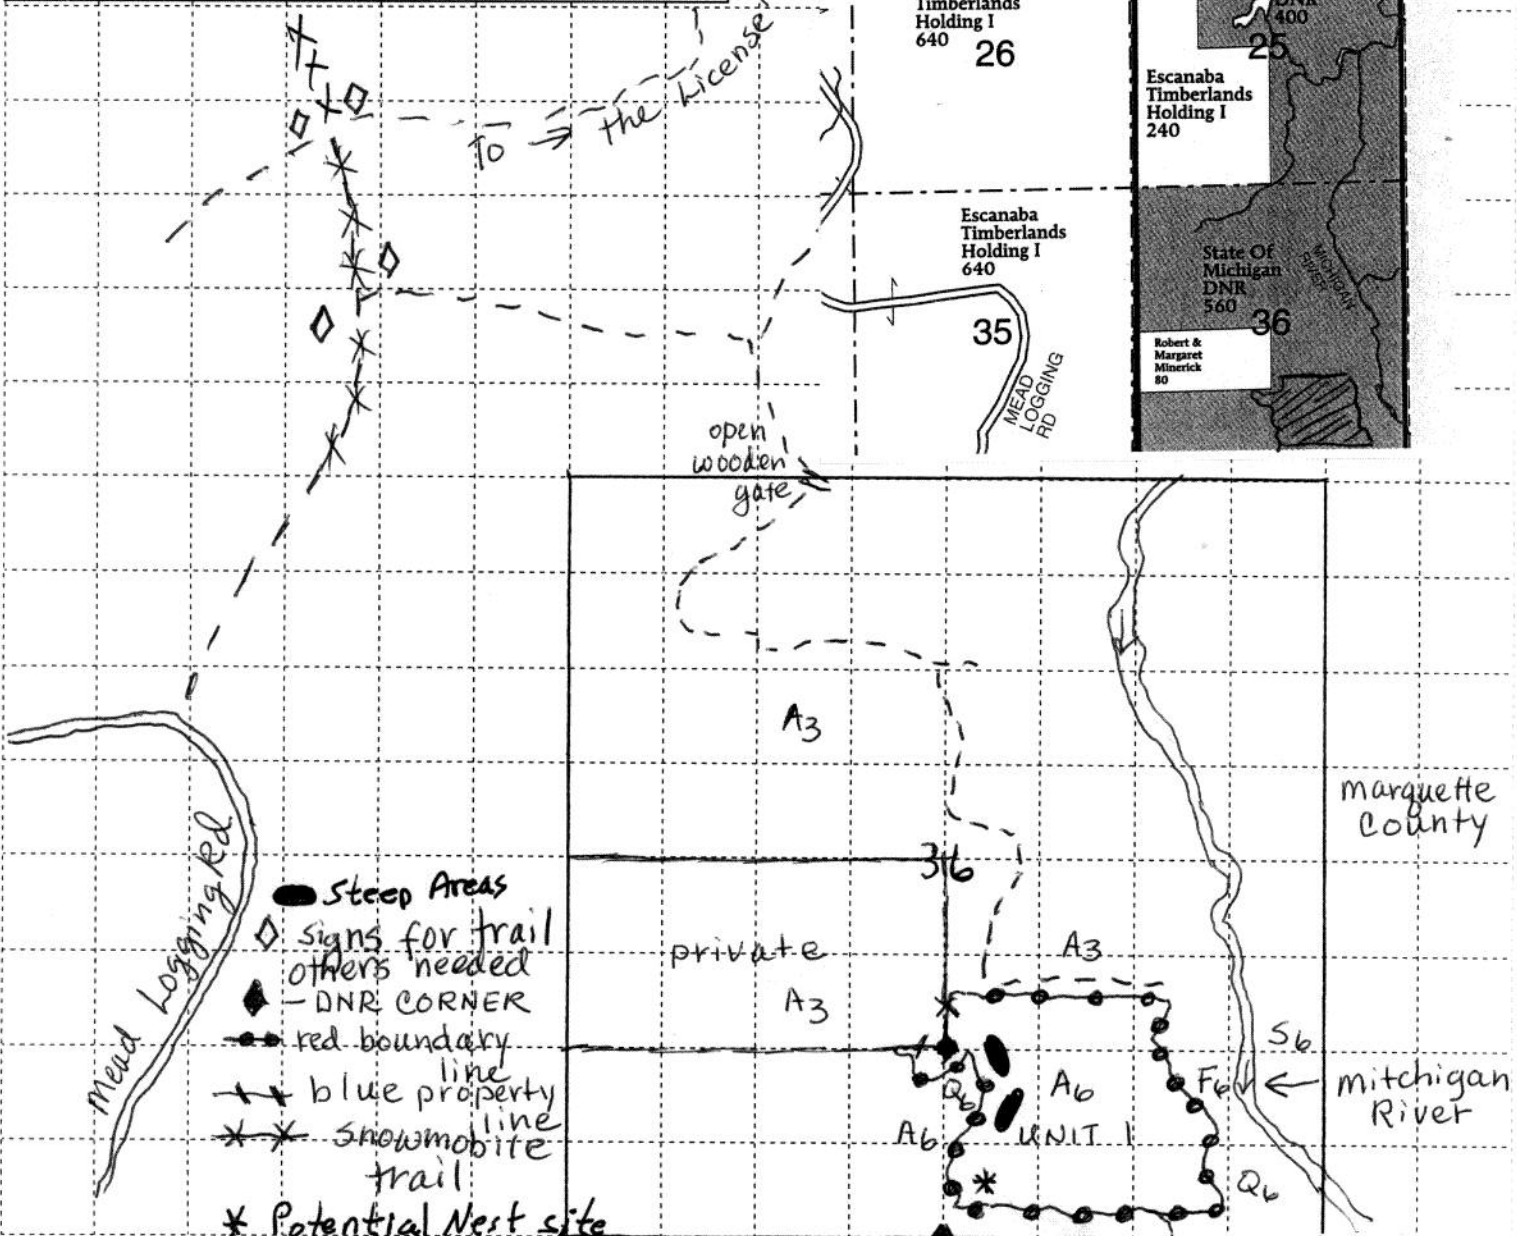 Timberlands
Holding I
640
26
DNR
400
25
Escanaba
Timberlands
Holding I
240
To → the License
Escanaba
Timberlands
Holding I
640
35
MEAD
LOGGING
RD
State Of
Michigan
DNR
560
36
MICHIGAN
RIVER
Robert &
Margaret
Minerick
80
open
wooden
gate
A3
marquette
County
36
Mead Logging Rd
Steep Areas
signs for trail
others needed
- DNR CORNER
red boundary
line
blue property
line
snowmobile
trail
* Potential Nest site
private
A3
A3
S6
Q6
A6
F6
← mitchigan
River
A6
UNIT 1
Q6